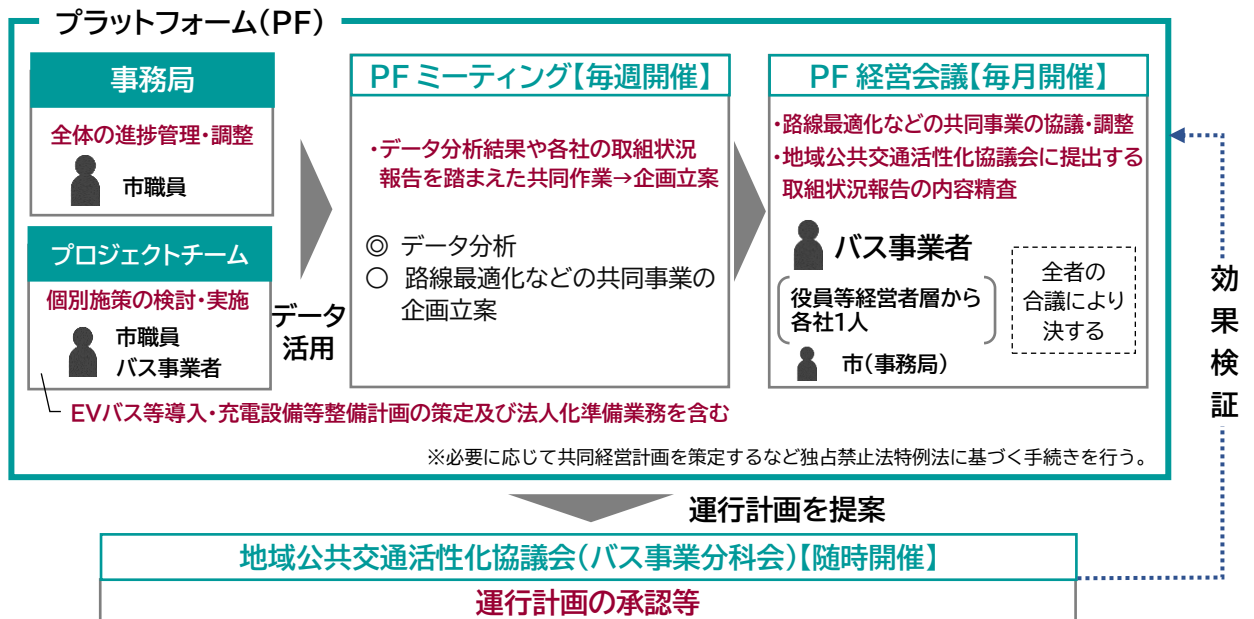 プラットフォーム(PF)
事務局
全体の進捗管理・調整
市職員
プロジェクトチーム
個別施策の検討・実施
市職員
バス事業者
EVバス等導入・充電設備等整備計画の策定及び法人化準備業務を含む
データ
活用
PFミーティング【毎週開催】
・データ分析結果や各社の取組状況
報告を踏まえた共同作業→企画立案
◎ データ分析
○ 路線最適化などの共同事業の
企画立案
PF経営会議【毎月開催】
・路線最適化などの共同事業の協議・調整
・地域公共交通活性化協議会に提出する
取組状況報告の内容精査
バス事業者
役員等経営者層から
各社1人
市(事務局)
全者の
合議により
決する
※必要に応じて共同経営計画を策定するなど独占禁止法特例法に基づく手続きを行う。
運行計画を提案
地域公共交通活性化協議会(バス事業分科会)【随時開催】
運行計画の承認等
効果検証